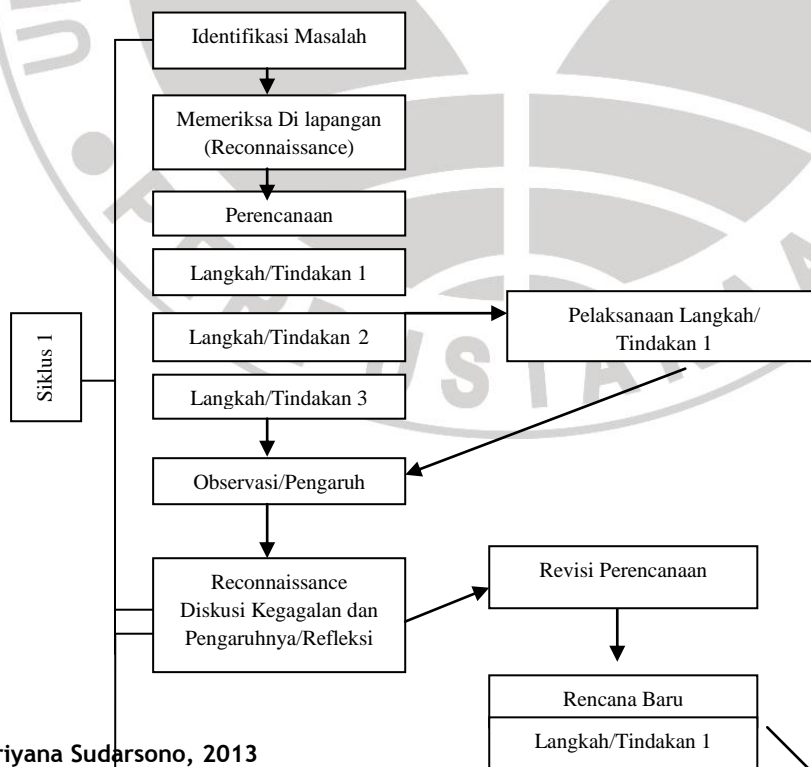 Identifikasi Masalah
Memeriksa Di lapangan
(Reconnaissance)
Perencanaan
Langkah/Tindakan 1
Langkah/Tindakan 2
Pelaksanaan Langkah/
Tindakan 1
Siklus 1
Langkah/Tindakan 3
Observasi/Pengaruh
Reconnaissance
Diskusi Kegagalan dan
Pengaruhnya/Refleksi
Revisi Perencanaan
Rencana Baru
Langkah/Tindakan 1
Sudarsono, 2013